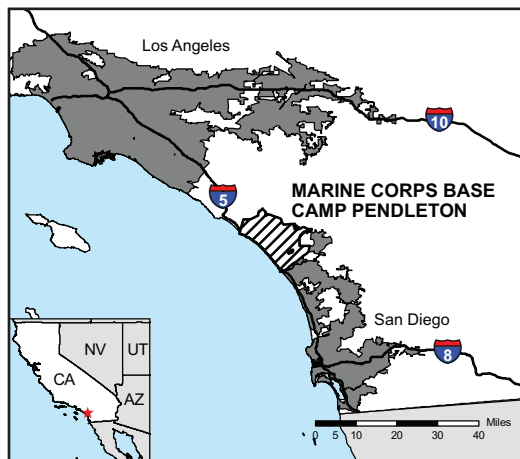 Los Angeles
10
5
MARINE CORPS BASE
CAMP PENDLETON
San Diego
8
NV
UT
CA
AZ
Miles
0 5 10 20 30 40